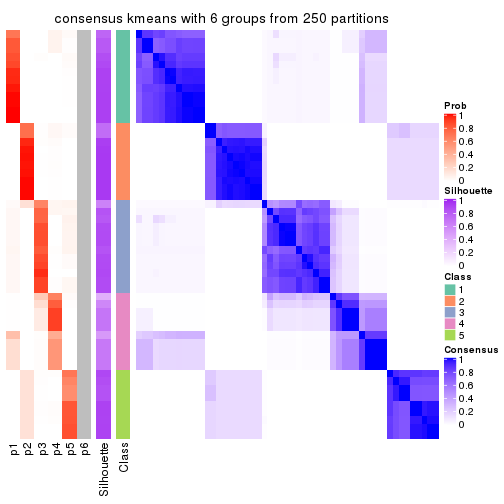 consensus kmeans with 6 groups from 250 partitions
p1
p2
p3
p4
p5
p6
Silhouette
Class
Prob
1
0.8
0.6
0.4
0.2
0
Silhouette
1
0.8
0.6
0.4
0.2
0
Class
1
2
3
4
5
Consensus
1
0.8
0.6
0.4
0.2
0